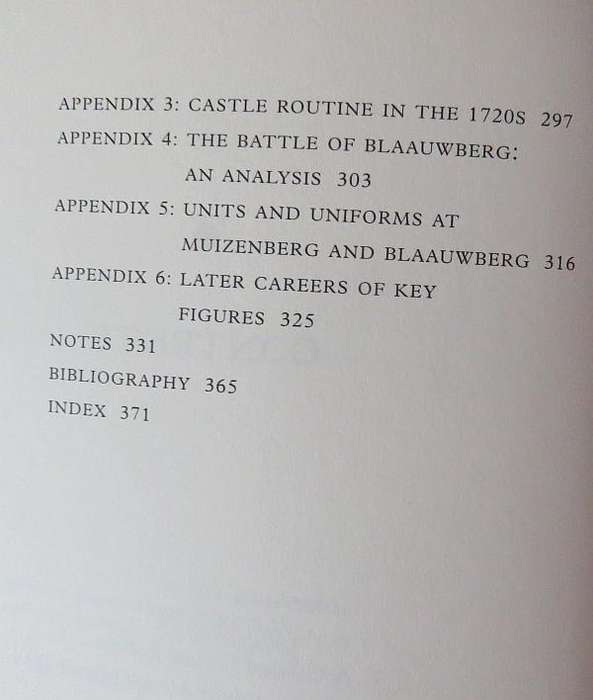 APPENDIX 3: CASTLE ROUTINE IN THE 1720S 297
APPENDIX 4: THE BATTLE OF BLAAUWBERG:
AN ANALYSIS 303
APPENDIX 5: UNITS AND UNIFORMS AT
MUIZENBERG AND BLAAUWBERG 316
APPENDIX 6: LATER CAREERS OF KEY
FIGURES 325
NOTES 331
BIBLIOGRAPHY 365
INDEX 371